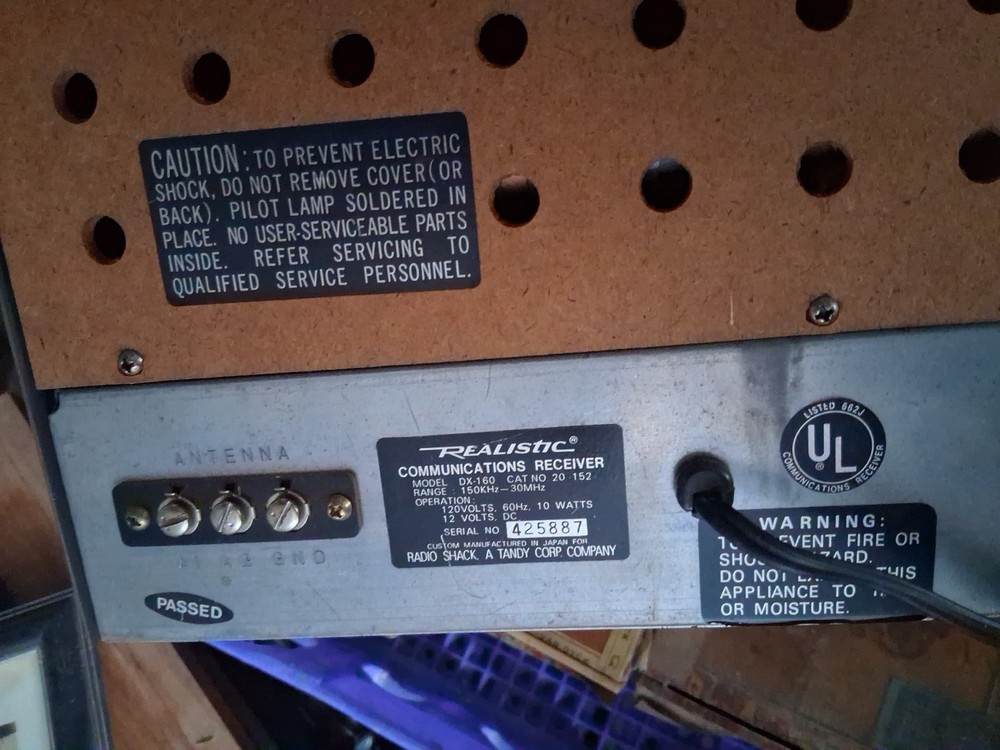 CAUTION: TO PREVENT ELECTRIC
SHOCK, DO NOT REMOVE COVER (OR
BACK). PILOT LAMP SOLDERED IN
PLACE. NO USER-SERVICEABLE PARTS
INSIDE. REFER SERVICING TO
QUALIFIED SERVICE PERSONNEL.
ANTENNA
GND
PASSED
REALISTIC®
COMMUNICATIONS RECEIVER
MODEL DX-160 CAT NO 20 152
RANGE: 150KHz-30MHz
OPERATION:
120VOLTS, 60Hz, 10 WATTS
12 VOLTS, DC
SERIAL NO. 425887
CUSTOM MANUFACTURED IN JAPAN FOR
RADIO SHACK, A TANDY CORP. COMPANY
LISTED 662J
UL®
COMMUNICATIONS RECEIVER
WARNING:
FIRE OR
DO NOT THIS
APPLIANCE TO
OR MOISTURE.